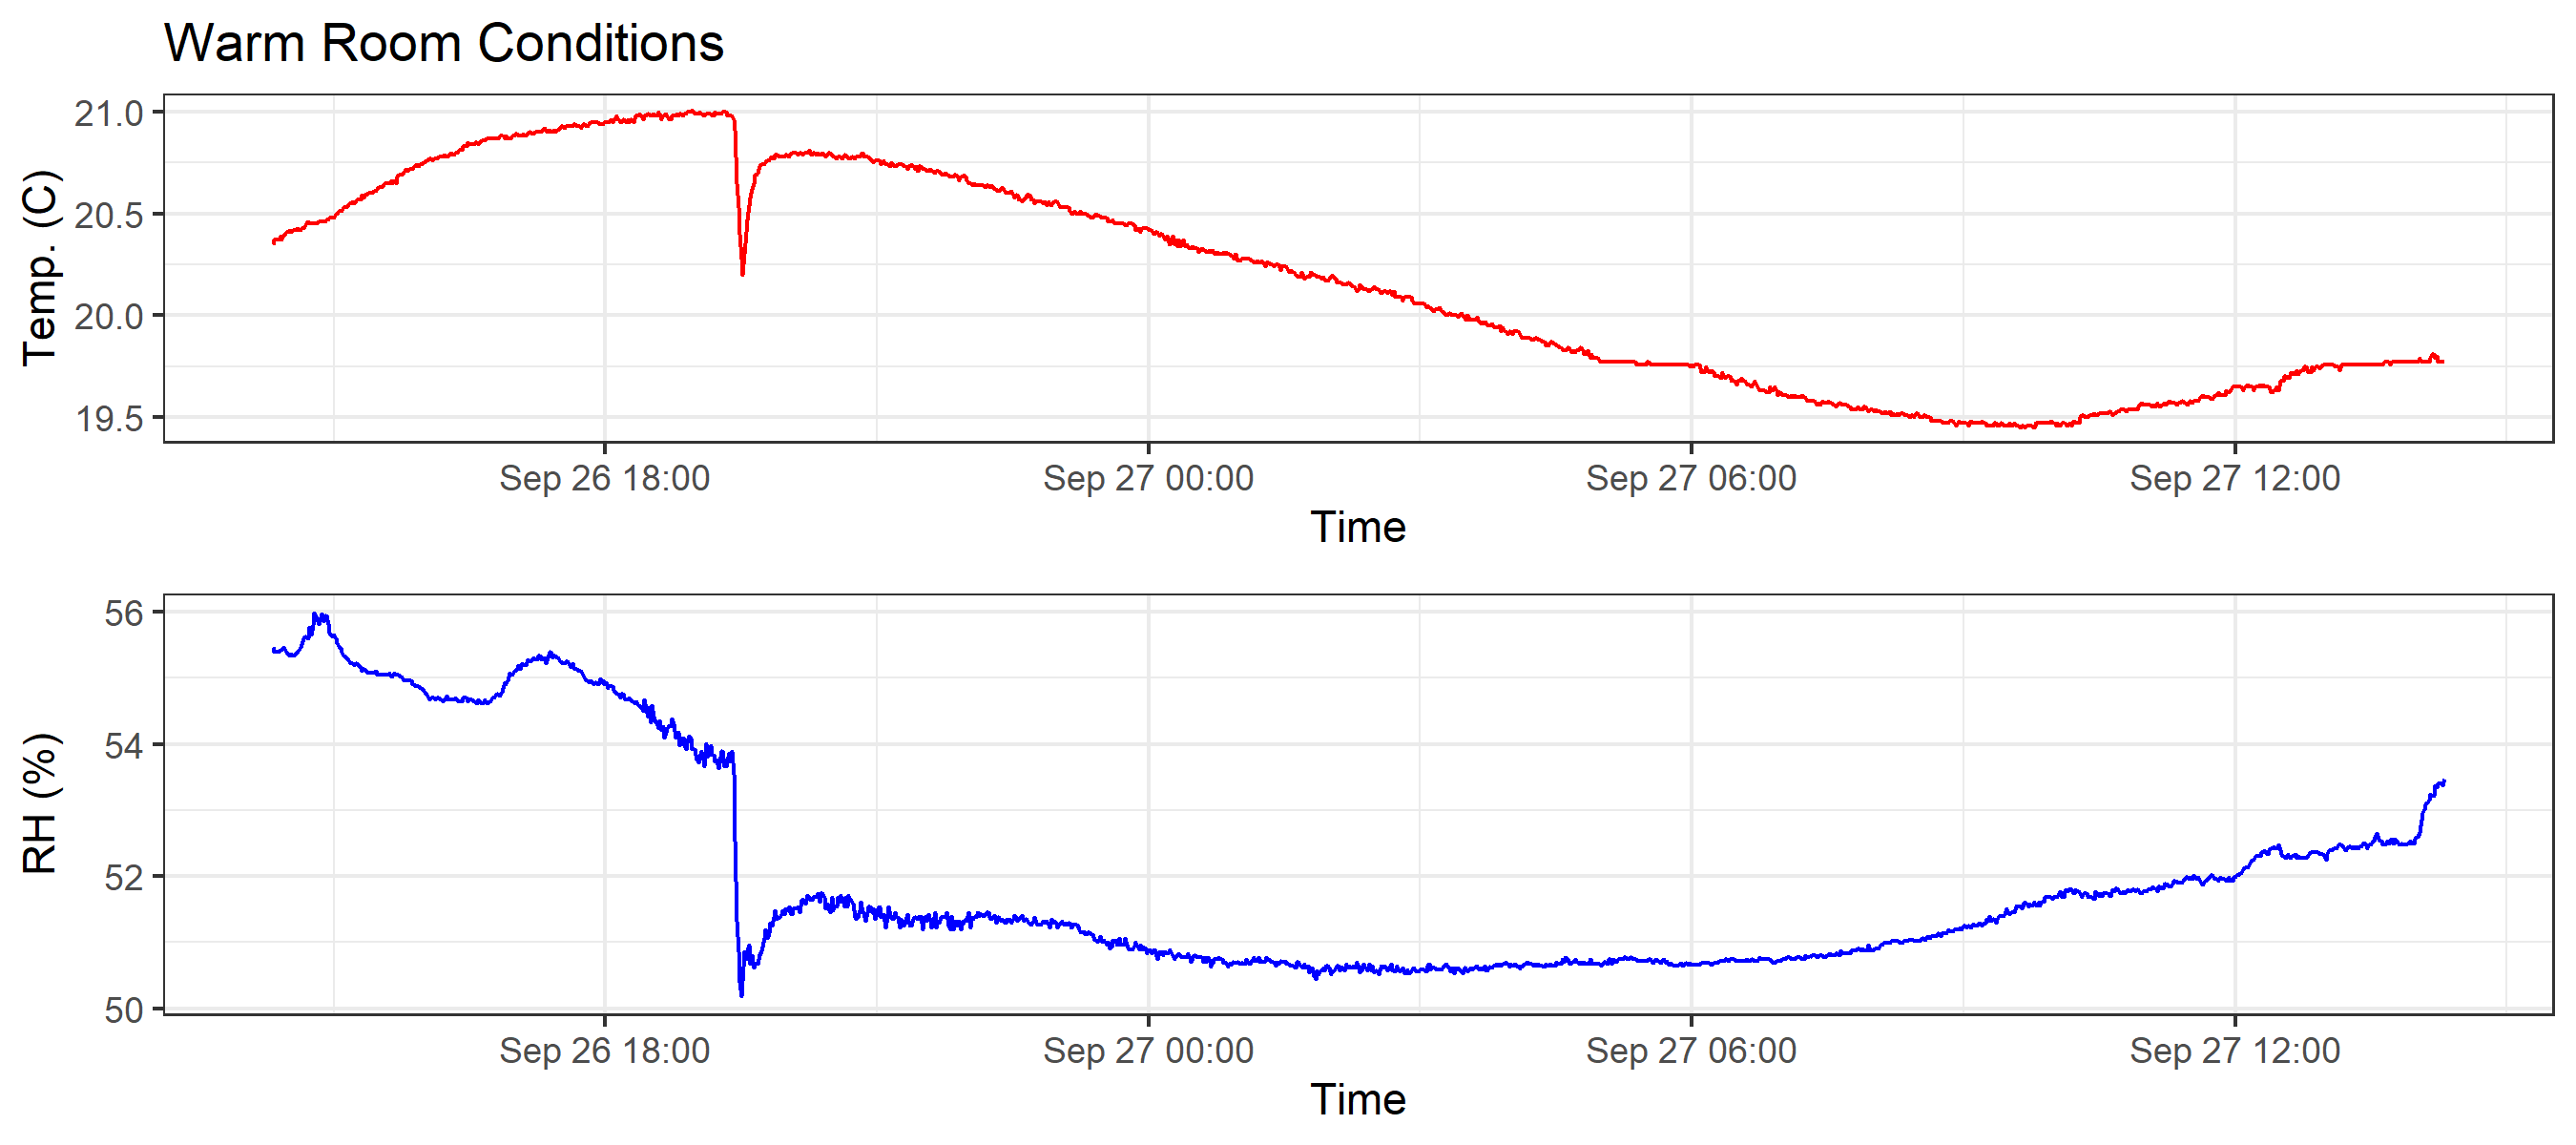 Warm Room Conditions
Temp. (C)
21.0
20.5
20.0
19.5
Sep 26 18:00 Sep 27 00:00 Sep 27 06:00 Sep 27 12:00
Time
RH (%)
56
54
52
50
Sep 26 18:00 Sep 27 00:00 Sep 27 06:00 Sep 27 12:00
Time